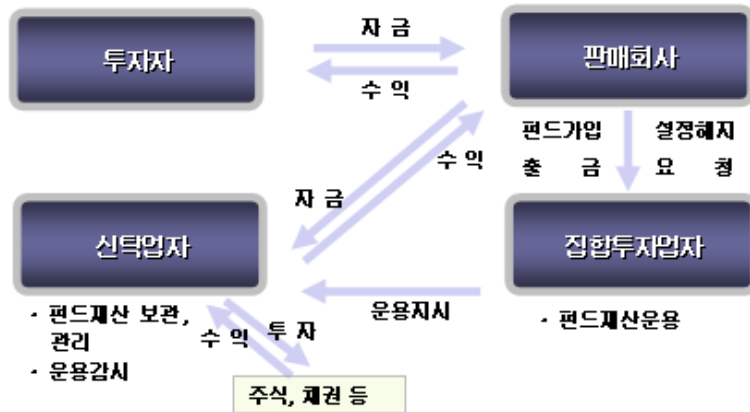 투자자
자 금
수 익
판매회사
펀드가입 설정해지
출 금 요 청
수 익
자 금
신탁업자
집합투자업자
운용지시
· 펀드재산 보관,
관리
· 운용감시
수 익
투 자
· 펀드재산운용
주식, 채권 등